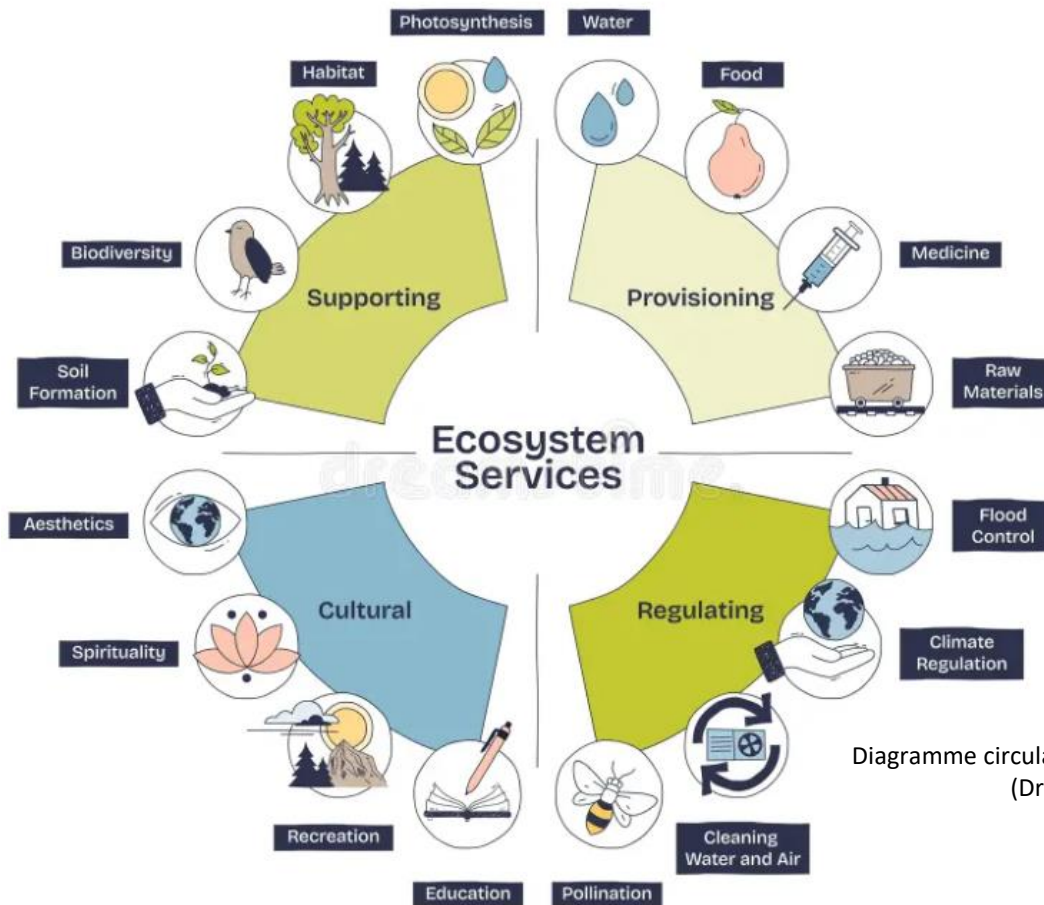 Photosynthesis
Water
Habitat
Food
Biodiversity
Medicine
Supporting
Provisioning
Soil
Formation
Raw
Materials
Ecosystem
Services
dreamstime.
Aesthetics
Flood
Control
Cultural
Regulating
Spirituality
Climate
Regulation
Recreation
Cleaning
Water and Air
Education
Pollination
Diagramme
(Dr